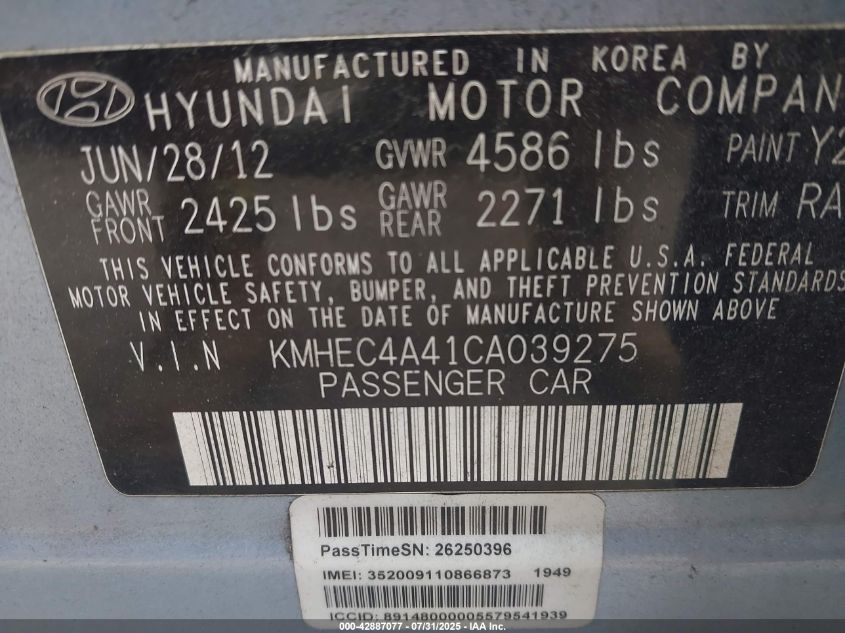 MANUFACTURED IN KOREA BY
HYUNDAI MOTOR COMPAN
JUN/28/12 GVWR 4586 lbs PAINT Y2
GAWR FRONT 2425 lbs GAWR REAR 2271 lbs TRIM RA
THIS VEHICLE CONFORMS TO ALL APPLICABLE U.S.A. FEDERAL
MOTOR VEHICLE SAFETY, BUMPER, AND THEFT PREVENTION STANDARDS
IN EFFECT ON THE DATE OF MANUFACTURE SHOWN ABOVE
V.I.N KMHEC4A41CA039275
PASSENGER CAR
PassTimeSN: 26250396
IMEI: 352009110866873 1949
ICCID: 89148000005579541939
000-42887077 - 07/31/2025 - IAA, Inc.